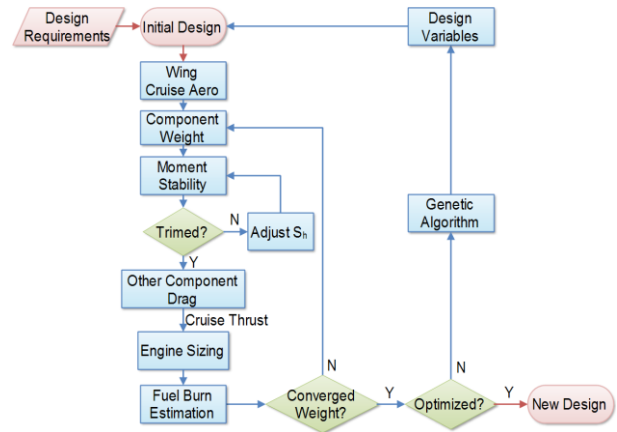 Design
Requirements
Initial Design
Design
Variables
Wing
Cruise Aero
Component
Weight
Moment
Stability
Trimed?
N
Adjust Sh
Genetic
Algorithm
Y
Other Component
Drag
Cruise Thrust
Engine Sizing
N
N
Fuel Burn
Estimation
Converged
Weight?
Y
Optimized?
Y
New Design